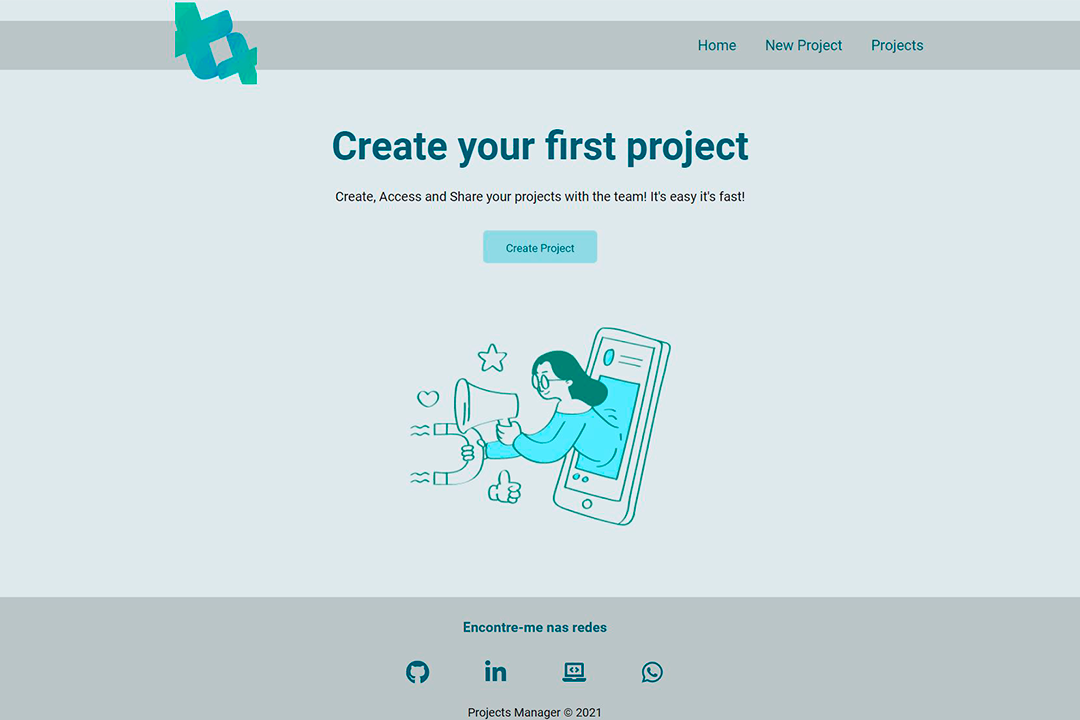 Home
New Project
Projects
Create your first project
Create, Access and Share your projects with the team! It's easy it's fast!
Create Project
Encontre-me nas redes
in
Projects Manager © 2021